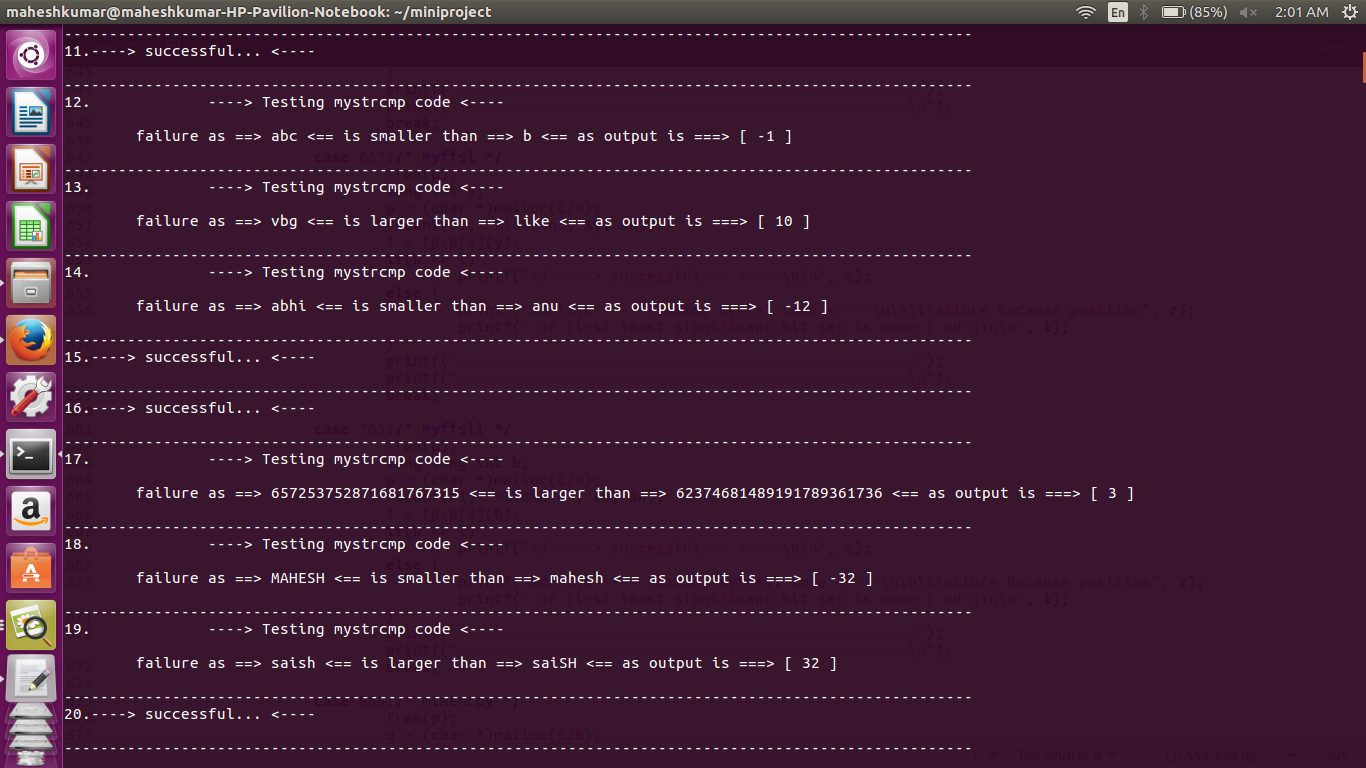 maheshkumar@maheshkumar-HP-Pavilion-Notebook: ~/miniproject En (85%) 2:01 AM
-----------------------------------------------------------------------------------------------------
11.----> successful... <----
-----------------------------------------------------------------------------------------------------
12. ----> Testing mystrcmp code <----
failure as ==> abc <== is smaller than ==> b <== as output is ===> [ -1 ]
-----------------------------------------------------------------------------------------------------
13. ----> Testing mystrcmp code <----
failure as ==> vbg <== is larger than ==> like <== as output is ===> [ 10 ]
-----------------------------------------------------------------------------------------------------
14. ----> Testing mystrcmp code <----
failure as ==> abhi <== is smaller than ==> anu <== as output is ===> [ -12 ]
-----------------------------------------------------------------------------------------------------
15.----> successful... <----
-----------------------------------------------------------------------------------------------------
16.----> successful... <----
-----------------------------------------------------------------------------------------------------
17. ----> Testing mystrcmp code <----
failure as ==> 657253752871681767315 <== is larger than ==> 62374681489191789361736 <== as output is ===> [ 3 ]
-----------------------------------------------------------------------------------------------------
18. ----> Testing mystrcmp code <----
failure as ==> MAHESH <== is smaller than ==> mahesh <== as output is ===> [ -32 ]
-----------------------------------------------------------------------------------------------------
19. ----> Testing mystrcmp code <----
failure as ==> saish <== is larger than ==> saiSH <== as output is ===> [ 32 ]
-----------------------------------------------------------------------------------------------------
20.----> successful... <----
-----------------------------------------------------------------------------------------------------